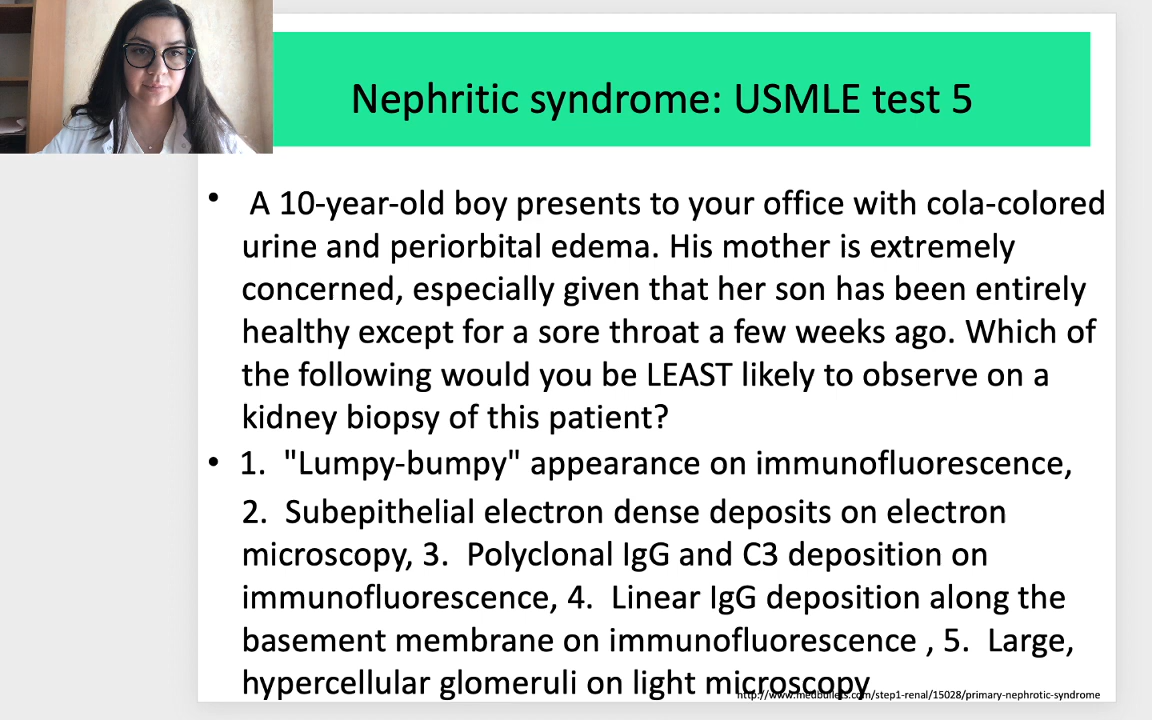 Nephritic syndrome: USMLE test 5
• A 10-year-old boy presents to your office with cola-colored
urine and periorbital edema. His mother is extremely
concerned, especially given that her son has been entirely
healthy except for a sore throat a few weeks ago. Which of
the following would you be LEAST likely to observe on a
kidney biopsy of this patient?
• 1. "Lumpy-bumpy" appearance on immunofluorescence,
2. Subepithelial electron dense deposits on electron
microscopy, 3. Polyclonal IgG and C3 deposition on
immunofluorescence, 4. Linear IgG deposition along the
basement membrane on immunofluorescence , 5. Large,
hypercellular glomeruli on light microscopy
http://www.medbullets.com/step1-renal/15028/primary-nephrotic-syndrome